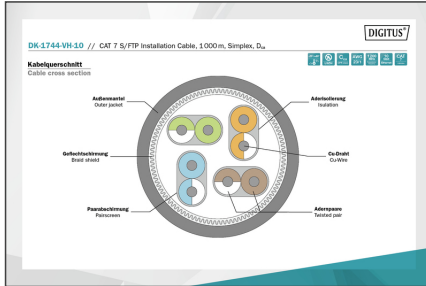 DIGITUS®
DK-1744-VH-10 // CAT 7 S/FTP Installation Cable, 1000 m, Simplex, Dca
Kabelquerschnitt
Cable cross section
Außenmantel
Outer jacket
Aderisolierung
Insulation
Geflechtschirmung
Braid shield
Cu-Draht
Cu-Wire
Paarabschirmung
Pairscreen
Adernpaare
Twisted pair